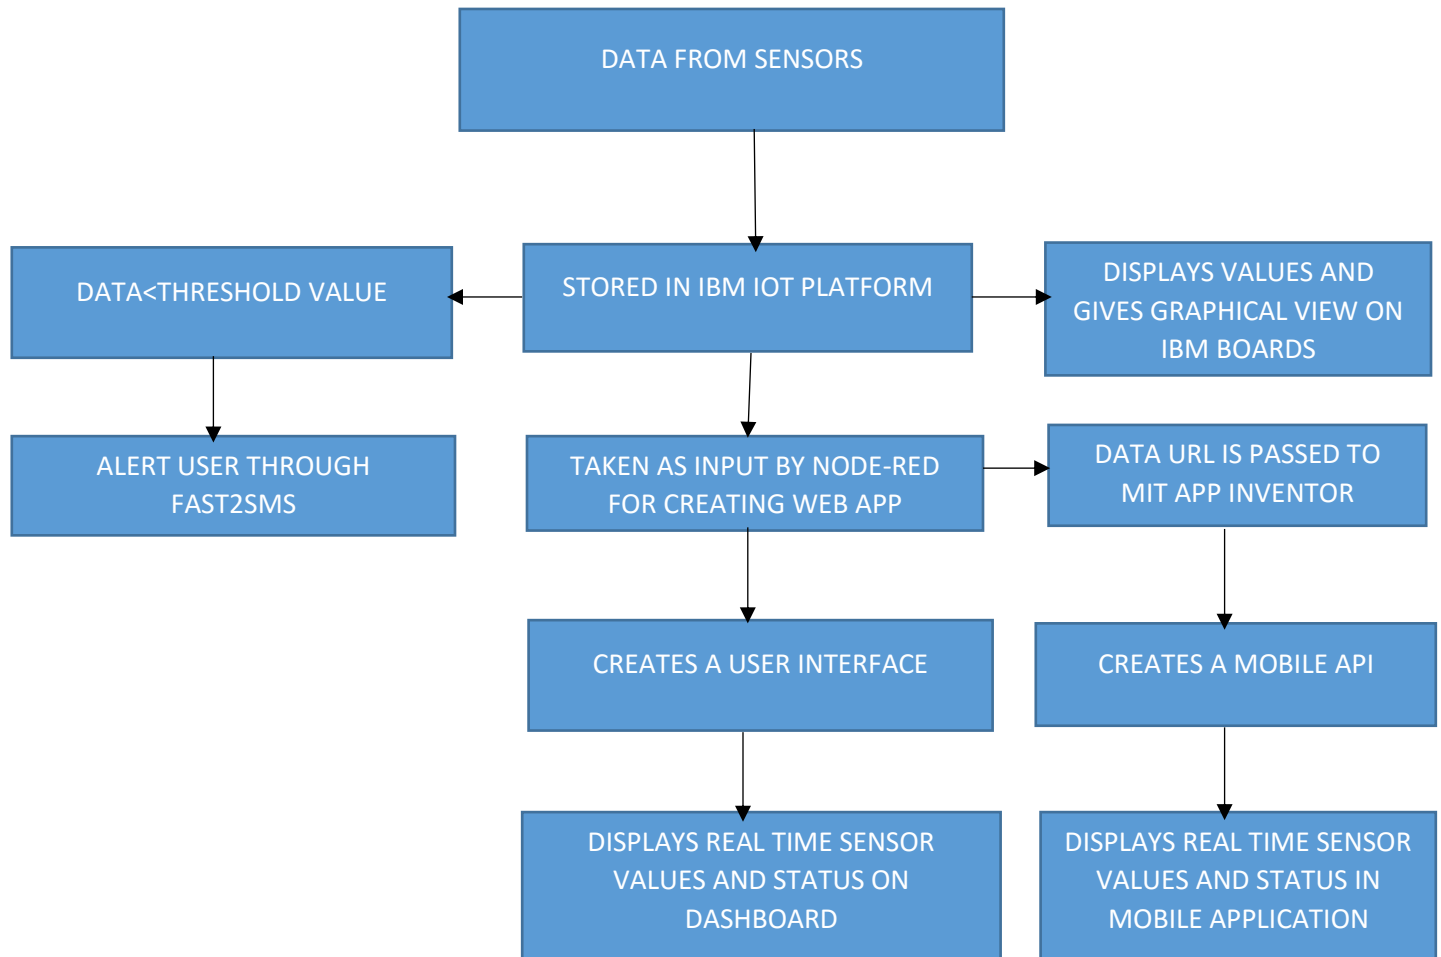 DATA FROM SENSORS
DATA<THRESHOLD VALUE
STORED IN IBM IOT PLATFORM
DISPLAYS VALUES AND
GIVES GRAPHICAL VIEW ON
IBM BOARDS
ALERT USER THROUGH
FAST2SMS
TAKEN AS INPUT BY NODE-RED
FOR CREATING WEB APP
DATA URL IS PASSED TO
MIT APP INVENTOR
CREATES A USER INTERFACE
CREATES A MOBILE API
DISPLAYS REAL TIME SENSOR
VALUES AND STATUS ON
DASHBOARD
DISPLAYS REAL TIME SENSOR
VALUES AND STATUS IN
MOBILE APPLICATION